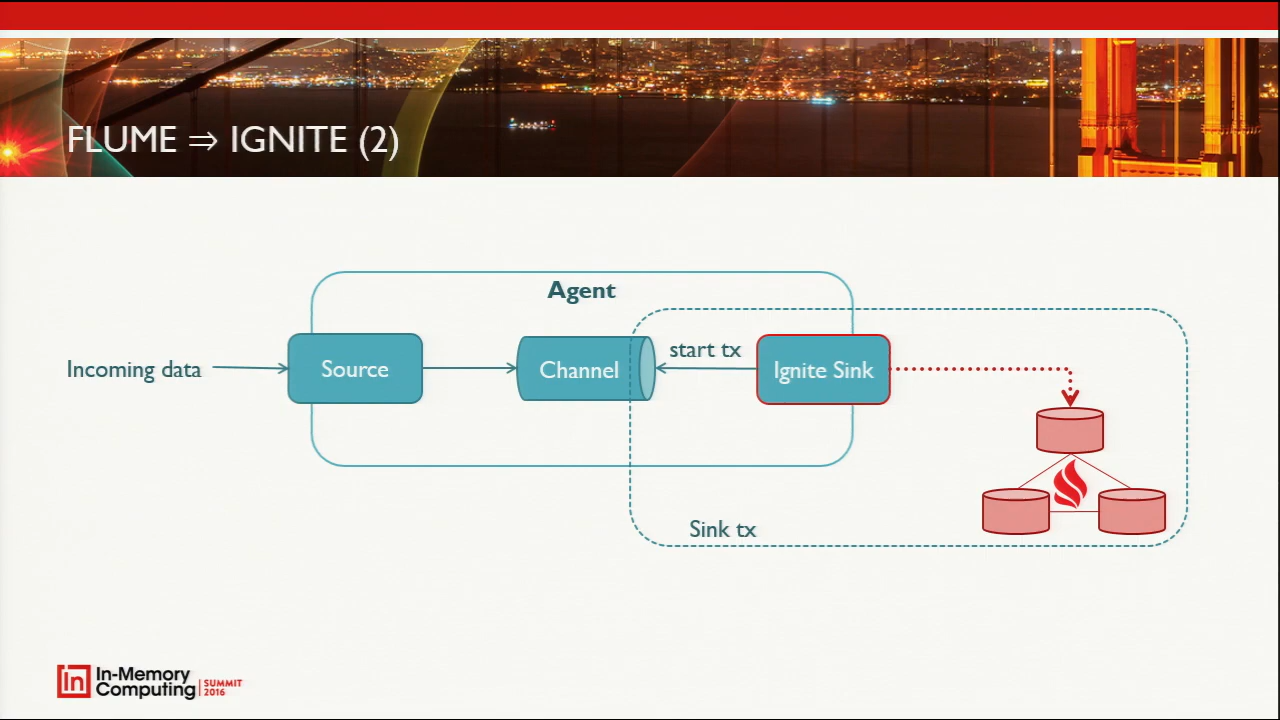 FLUME ⇒ IGNITE (2)
Agent
Incoming data
Source
Channel
start tx
Ignite Sink
Sink tx
in In-Memory
Computing
SUMMIT
2016